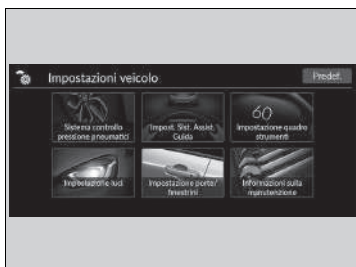 Impostazioni veicolo
Predef.
Sistema controllo
pressione pneumatici
Impost. Sist. Assist.
Guida
60
Impostazione quadro
strumenti
Impostazione luci
Impostazione porte/
finestrini
Informazioni sulla
manutenzione